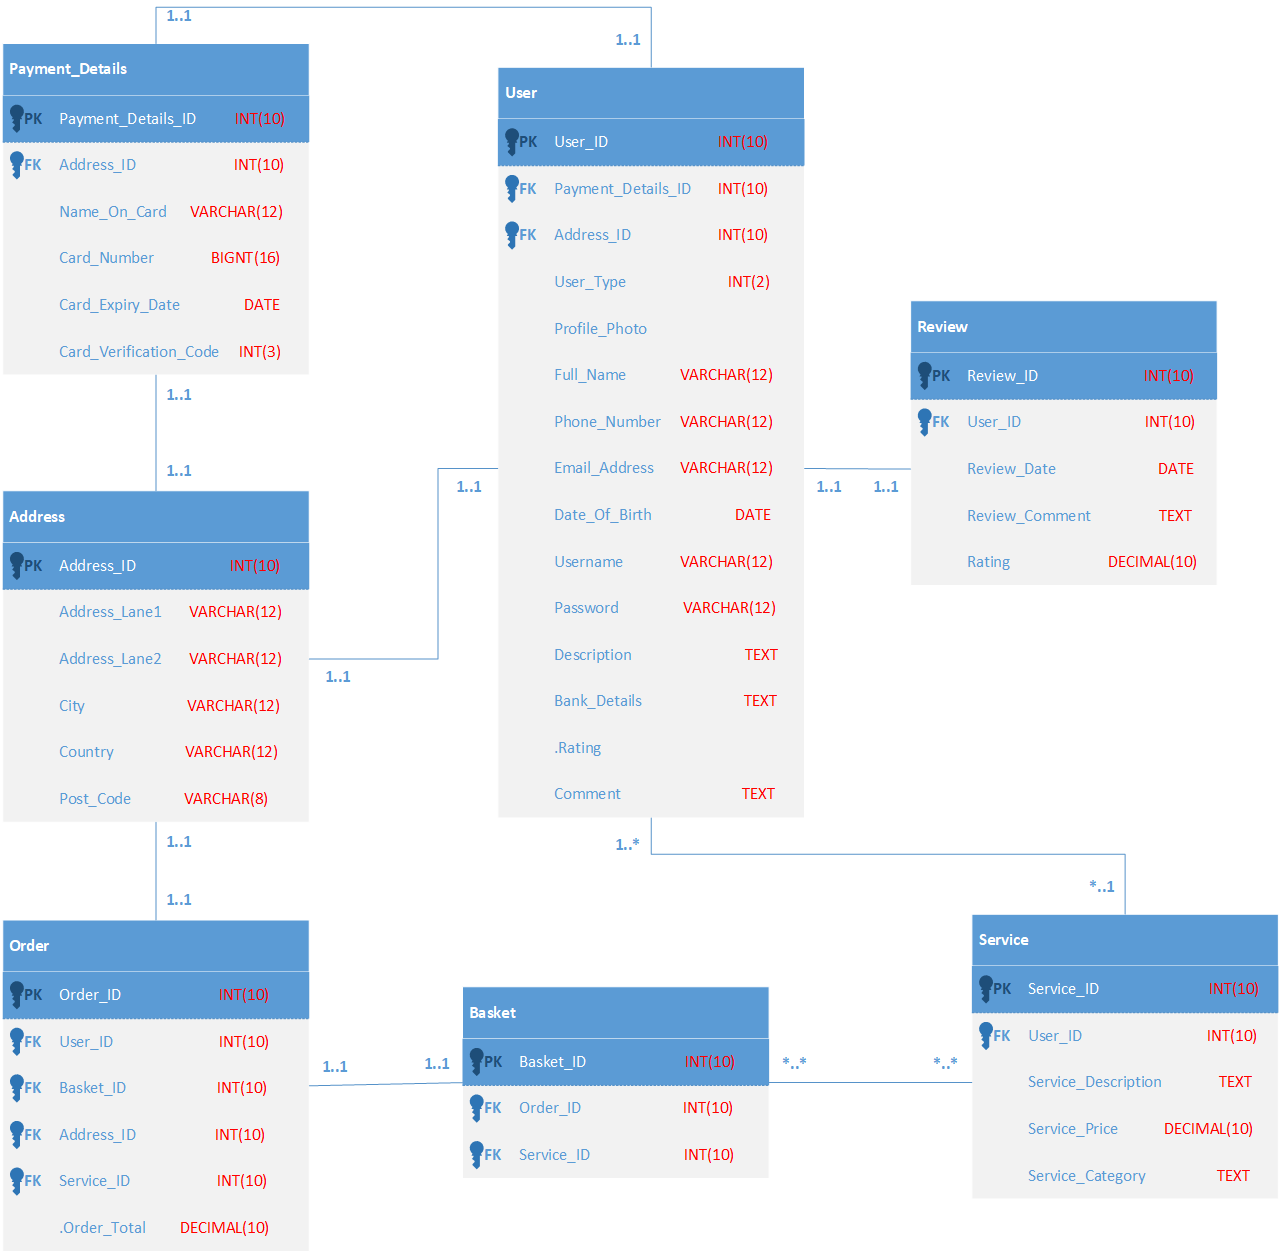 1..1
1..1
Payment_Details
PK Payment_Details_ID INT(10)
FK Address_ID INT(10)
Name_On_Card VARCHAR(12)
Card_Number BIGNT(16)
Card_Expiry_Date DATE
Card_Verification_Code INT(3)
1..1
1..1
User
PK User_ID INT(10)
FK Payment_Details_ID INT(10)
FK Address_ID INT(10)
User_Type INT(2)
Profile_Photo
Full_Name VARCHAR(12)
Phone_Number VARCHAR(12)
Email_Address VARCHAR(12)
Date_Of_Birth DATE
Username VARCHAR(12)
Password VARCHAR(12)
Description TEXT
Bank_Details TEXT
.Rating
Comment TEXT
1..1
1..1
1..1
1..1
Review
PK Review_ID INT(10)
FK User_ID INT(10)
Review_Date DATE
Review_Comment TEXT
Rating DECIMAL(10)
Address
PK Address_ID INT(10)
Address_Lane1 VARCHAR(12)
Address_Lane2 VARCHAR(12)
City VARCHAR(12)
Country VARCHAR(12)
Post_Code VARCHAR(8)
1..1
1..1
1..*
*..1
Order
PK Order_ID INT(10)
FK User_ID INT(10)
FK Basket_ID INT(10)
FK Address_ID INT(10)
FK Service_ID INT(10)
.Order_Total DECIMAL(10)
1..1
1..1
Basket
PK Basket_ID INT(10)
FK Order_ID INT(10)
FK Service_ID INT(10)
*..*
*..*
Service
PK Service_ID INT(10)
FK User_ID INT(10)
Service_Description TEXT
Service_Price DECIMAL(10)
Service_Category TEXT